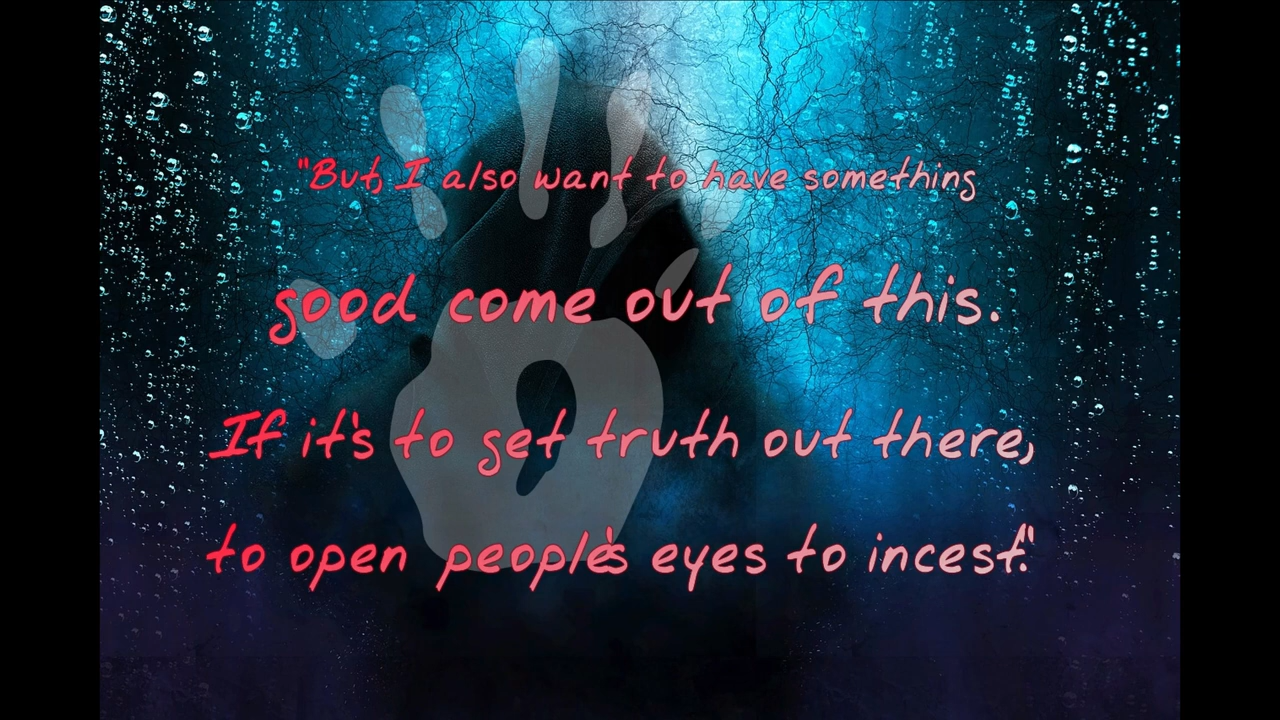 "But, I also want to have something
good come out of this.
If it's to get truth out there,
to open people's eyes to incest."